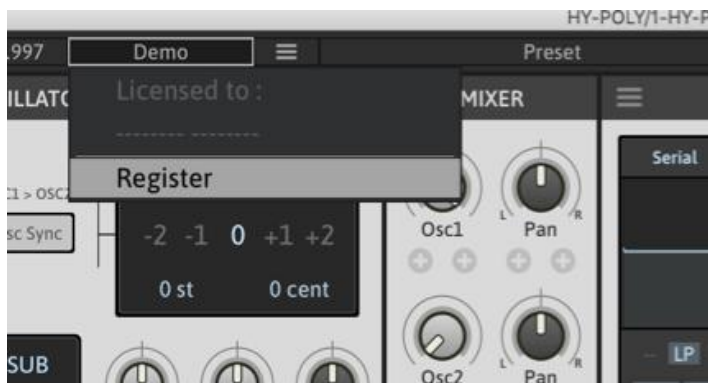 HY-POLY/1-HY-P
.997 Demo Preset
ILLATO MIXER
Licensed to :
-------- --------
Serial
Register
C1 > OSC2
sc Sync
-2 -1 0 +1 +2
Osc1 L Pan R
0 st 0 cent
SUB
Osc2 L Pan R
LP